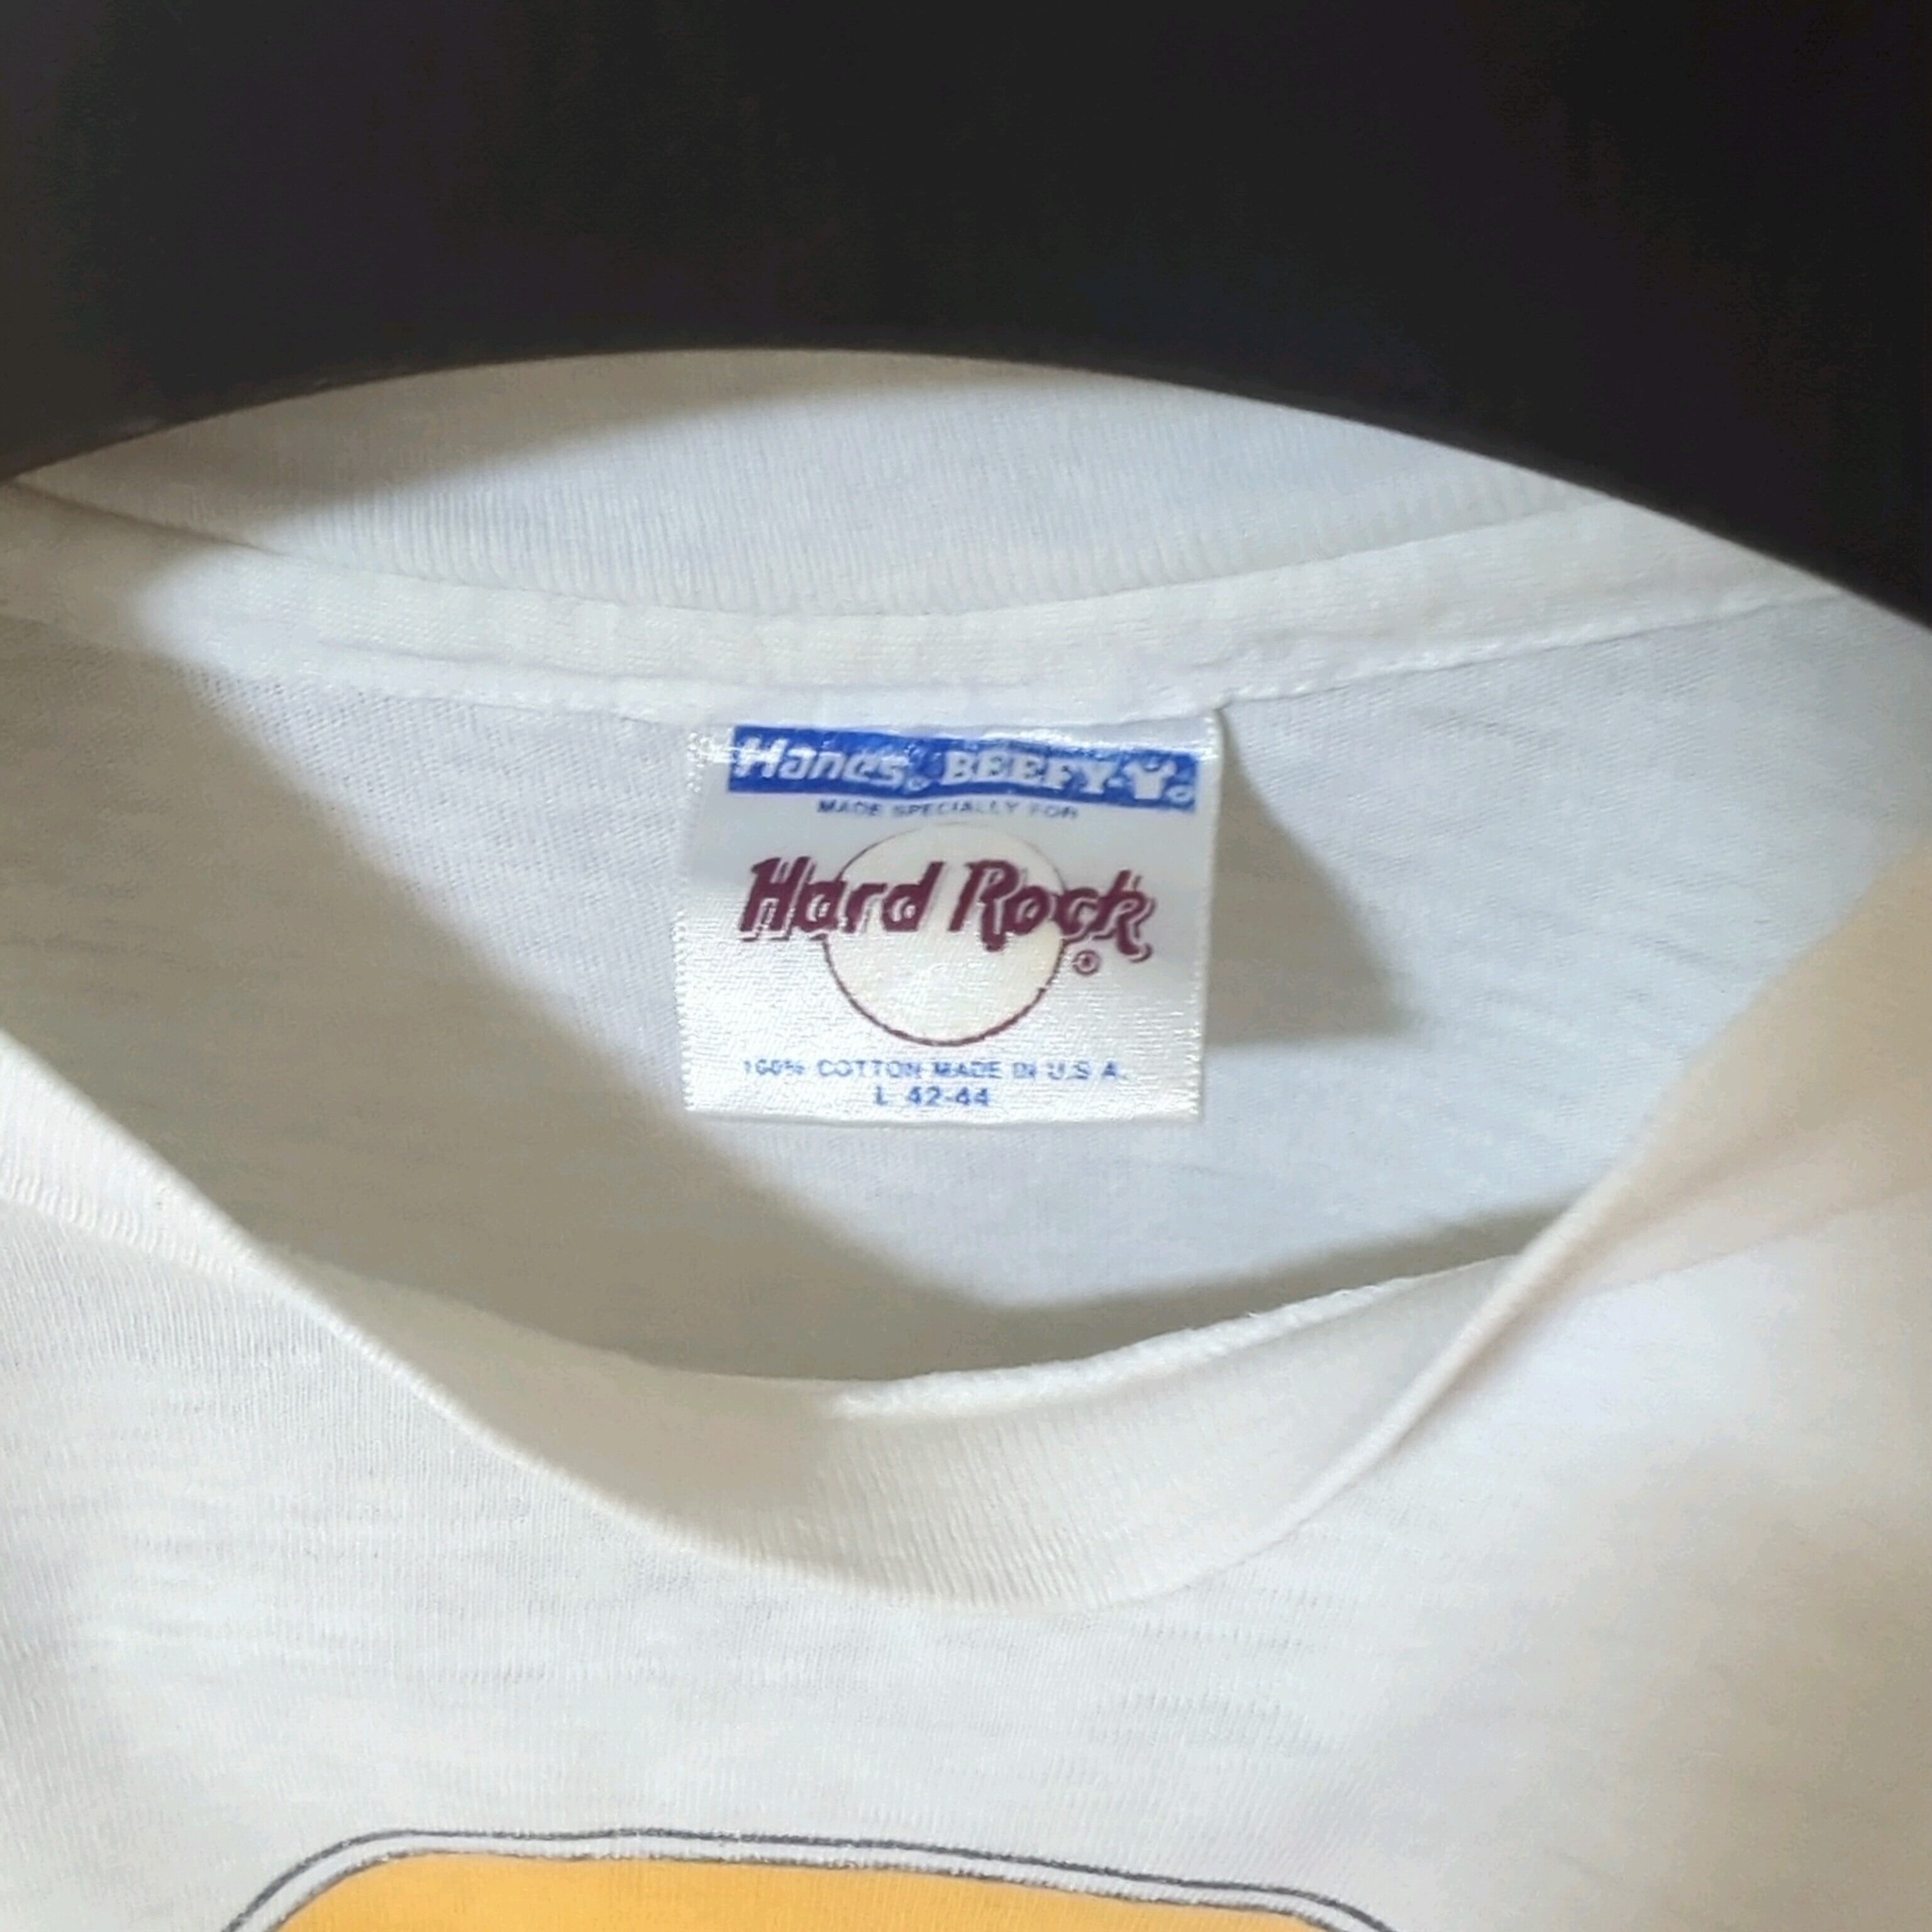 Hanes® BEEFY-T®
MADE SPECIALLY FOR
Hard Rock
®
100% COTTON MADE IN U.S.A.
L 42-44